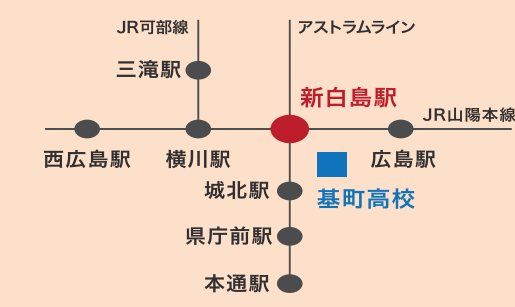 JR可部線
アストラムライン
三滝駅
新白島駅
JR山陽本線
西広島駅
横川駅
広島駅
城北駅
基町高校
県庁前駅
本通駅